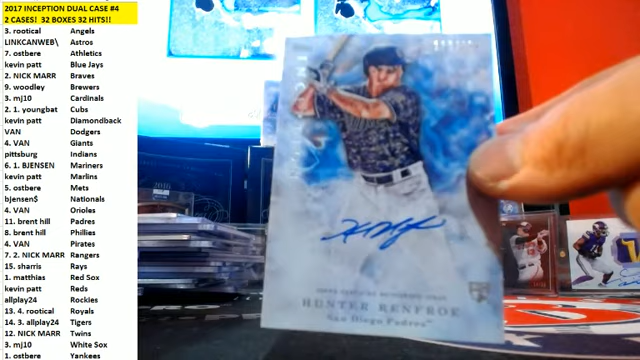 2017 INCEPTION DUAL CASE #4
2 CASES!  32 BOXES 32 HITS!!
3. rootical Angels
LINKCANWEB\ Astros
7. ostbere Athletics
kevin patt Blue Jays
2. NICK MARR Braves
9. woodley Brewers
3. mj10 Cardinals
2. 1. youngbat Cubs
kevin patt Diamondback
VAN Dodgers
4. VAN Giants
pittsburg Indians
6. 1. BJENSEN Mariners
kevin patt Marlins
5. ostbere Mets
bjensen$ Nationals
4. VAN Orioles
11. brent hill Padres
8. brent hill Phillies
4. VAN Pirates
7. 2. NICK MARR Rangers
15. sharris Rays
1. matthias Red Sox
kevin patt Reds
allplay24 Rockies
13. 4. rootical Royals
14. 3. allplay24 Tigers
12. NICK MARR Twins
3. mj10 White Sox
1. ostbere Yankees
INCEPTION
HUNTER RENFROE
San Diego Padres™